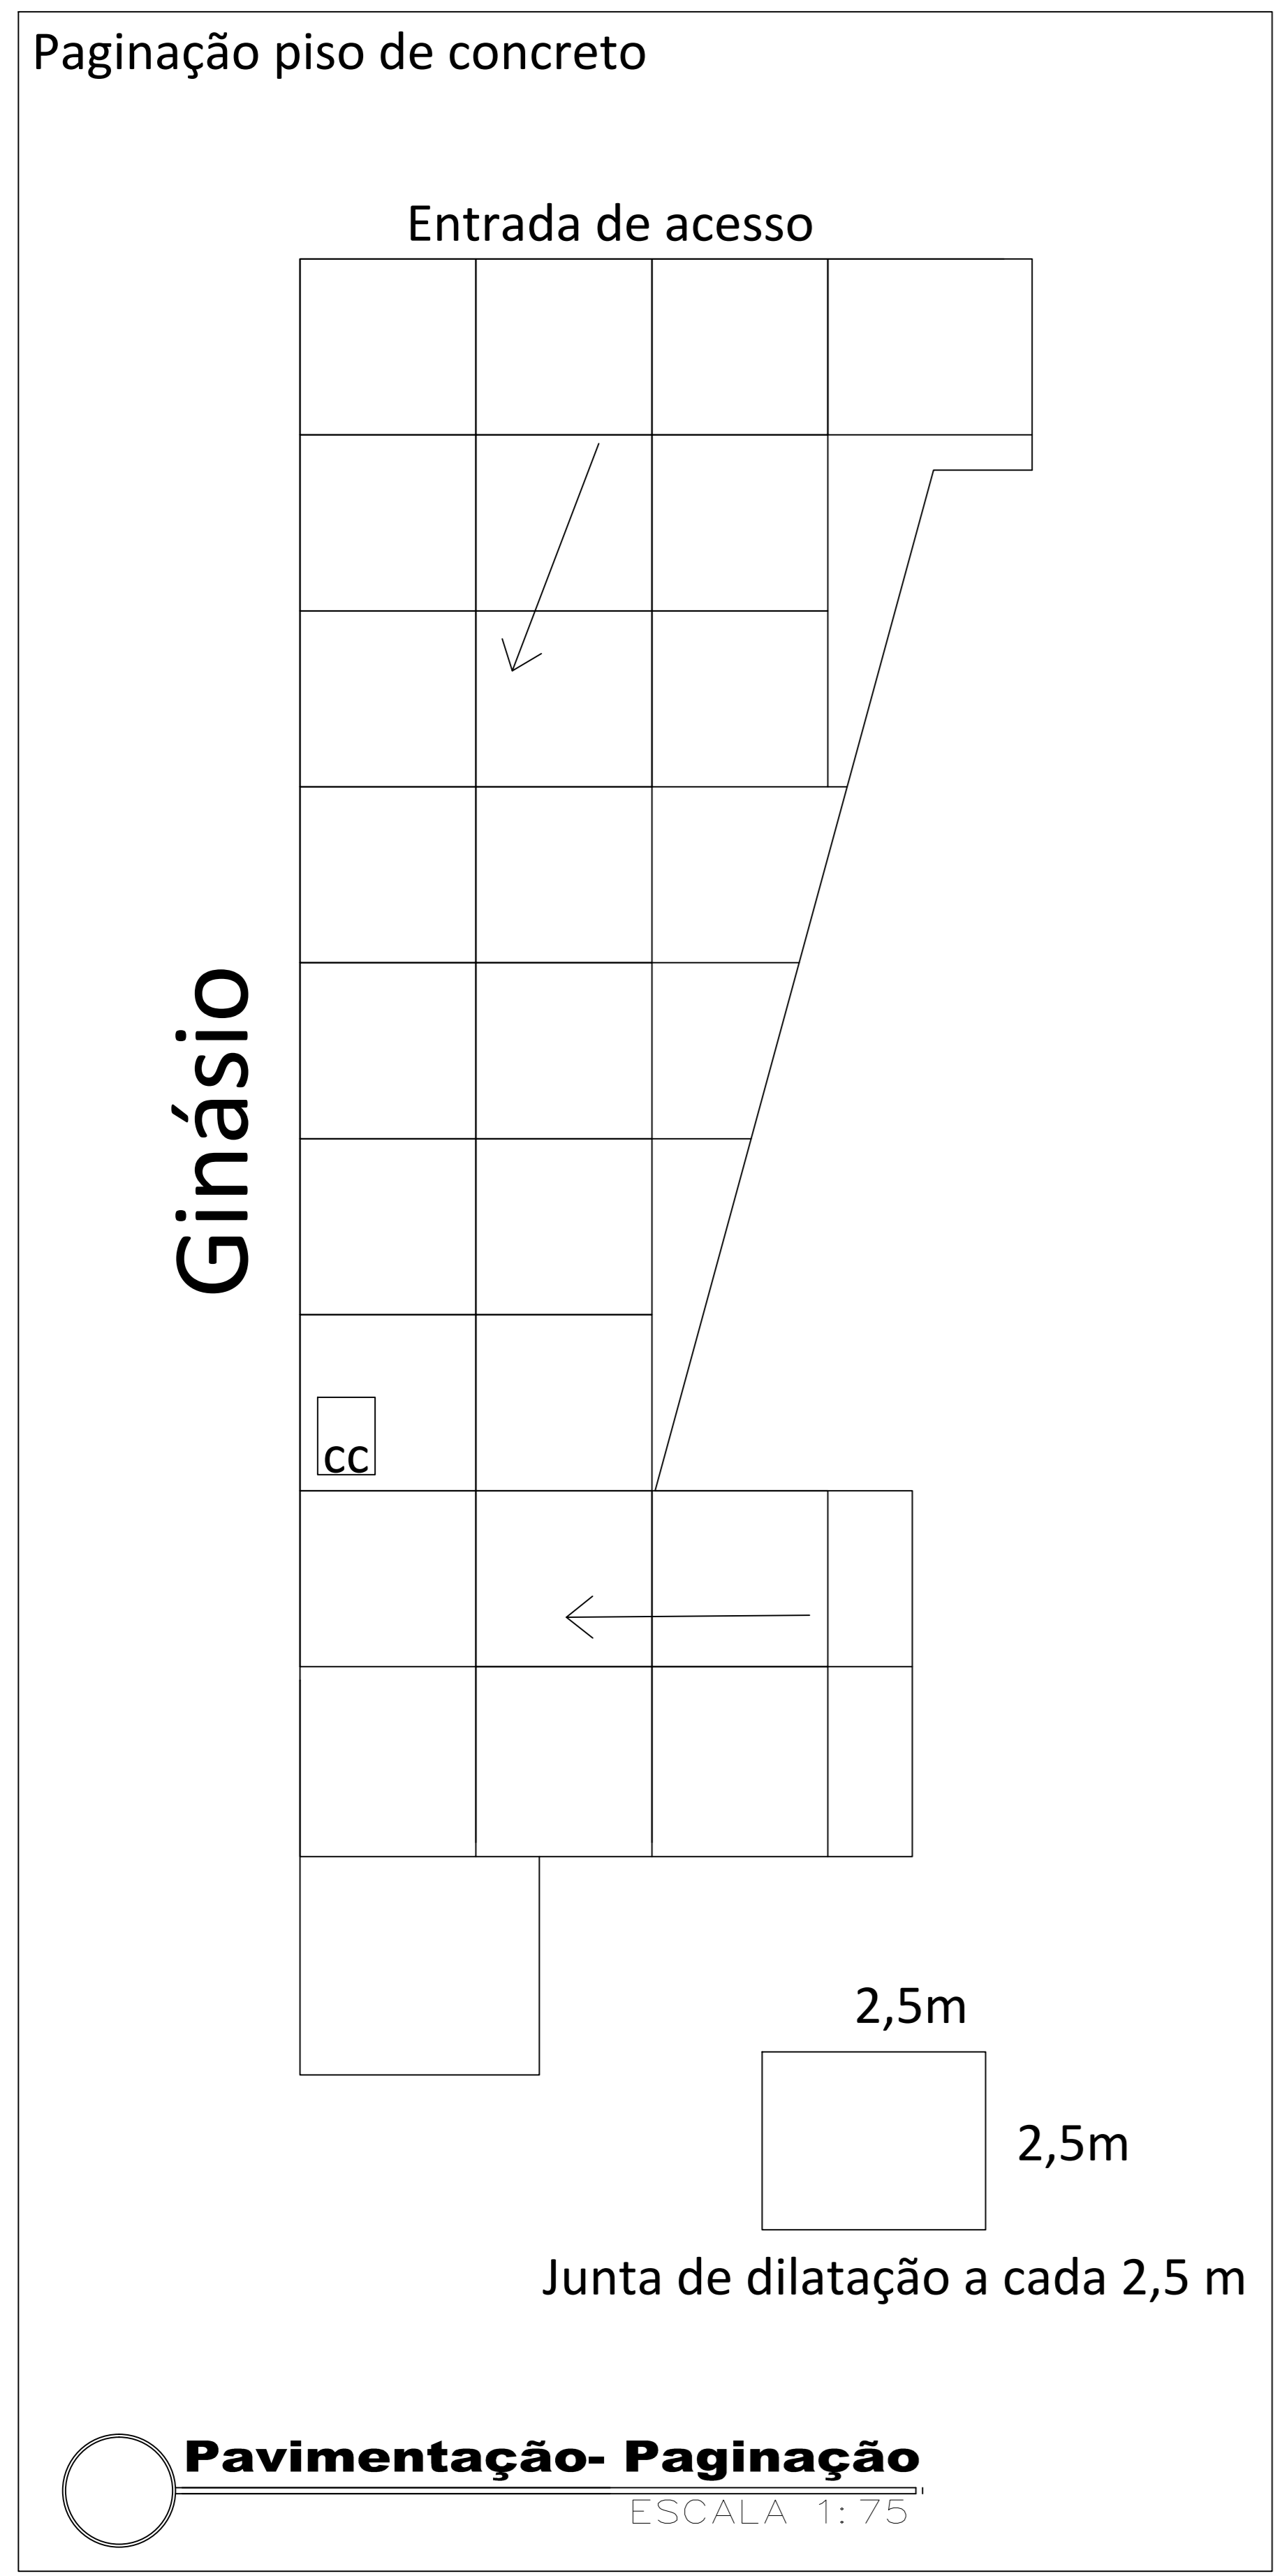 Paginação piso de concreto
Entrada de acesso
Ginásio
cc
2,5m
2,5m
Junta de dilatação a cada 2,5 m
Pavimentação- Paginação
ESCALA 1:75